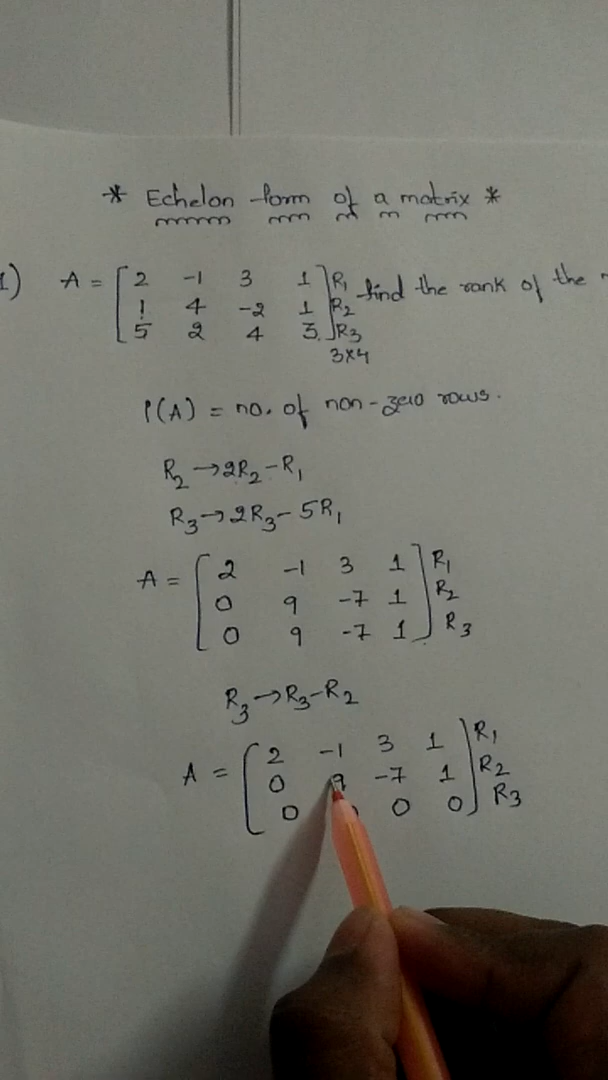 * Echelon form of a matrix *
1) A = [ 2 -1 3 1 ] R1 find the rank of the
1 4 -2 1 R2
5 2 4 3 R3
3x4
ρ(A) = no. of non-zero rows.
R2 → 2R2 - R1
R3 → 2R3 - 5R1
A = [ 2 -1 3 1 ] R1
0 9 -7 1 R2
0 9 -7 1 R3
R3 → R3 - R2
A = [ 2 -1 3 1 ] R1
0 9 -7 1 R2
0 0 0 R3